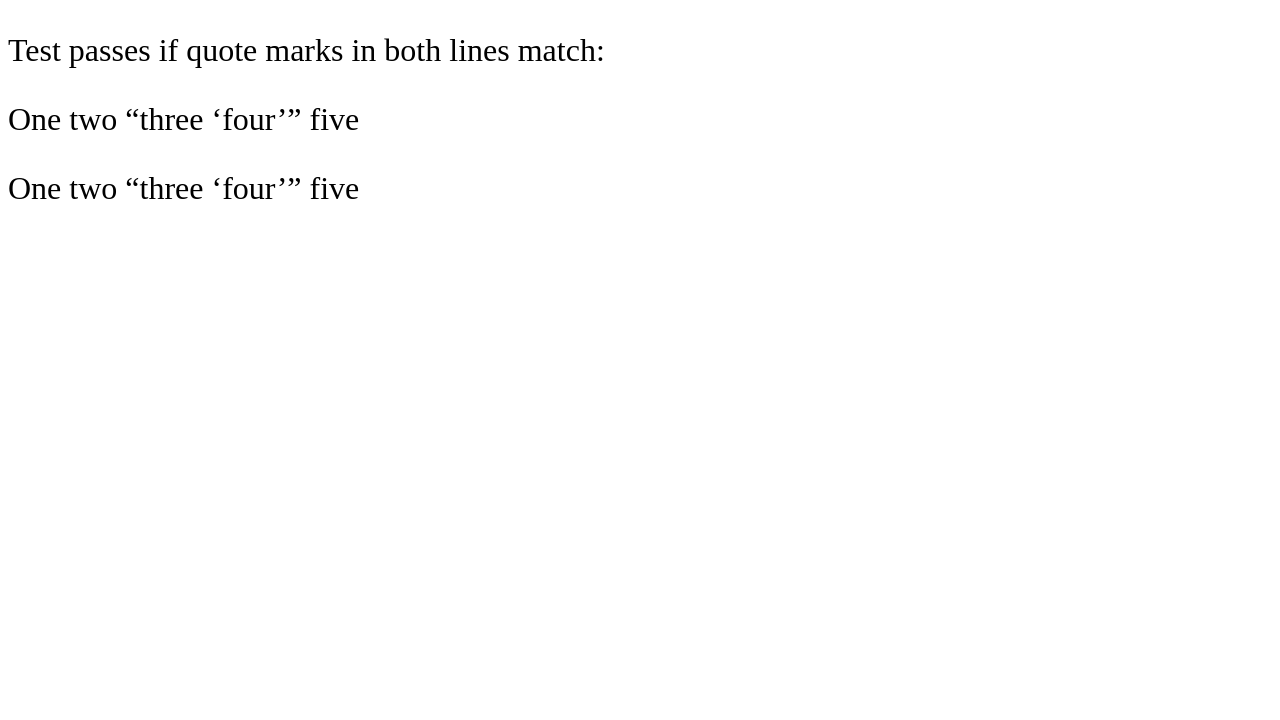 Test passes if quote marks in both lines match:
One two “three ‘four’” five
One two “three ‘four’” five